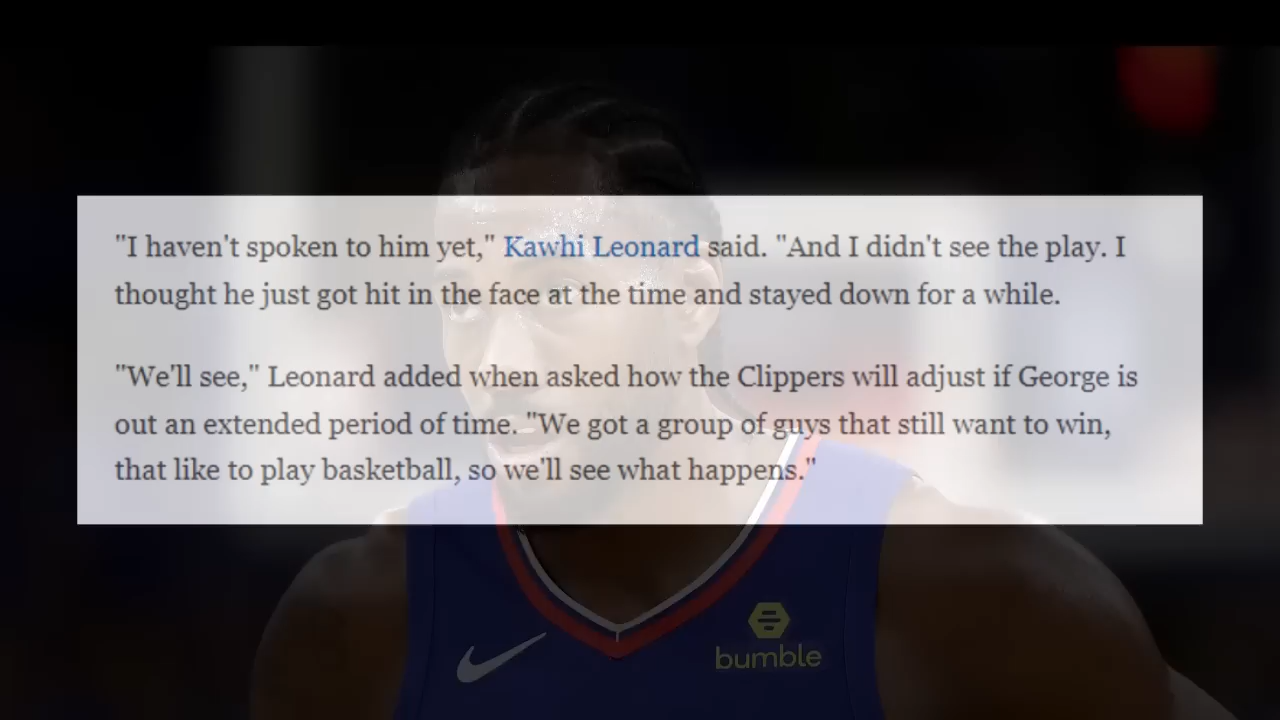 "I haven't spoken to him yet," Kawhi Leonard said. "And I didn't see the play. I
thought he just got hit in the face at the time and stayed down for a while.
"We'll see," Leonard added when asked how the Clippers will adjust if George is
out an extended period of time. "We got a group of guys that still want to win,
that like to play basketball, so we'll see what happens."
bumble